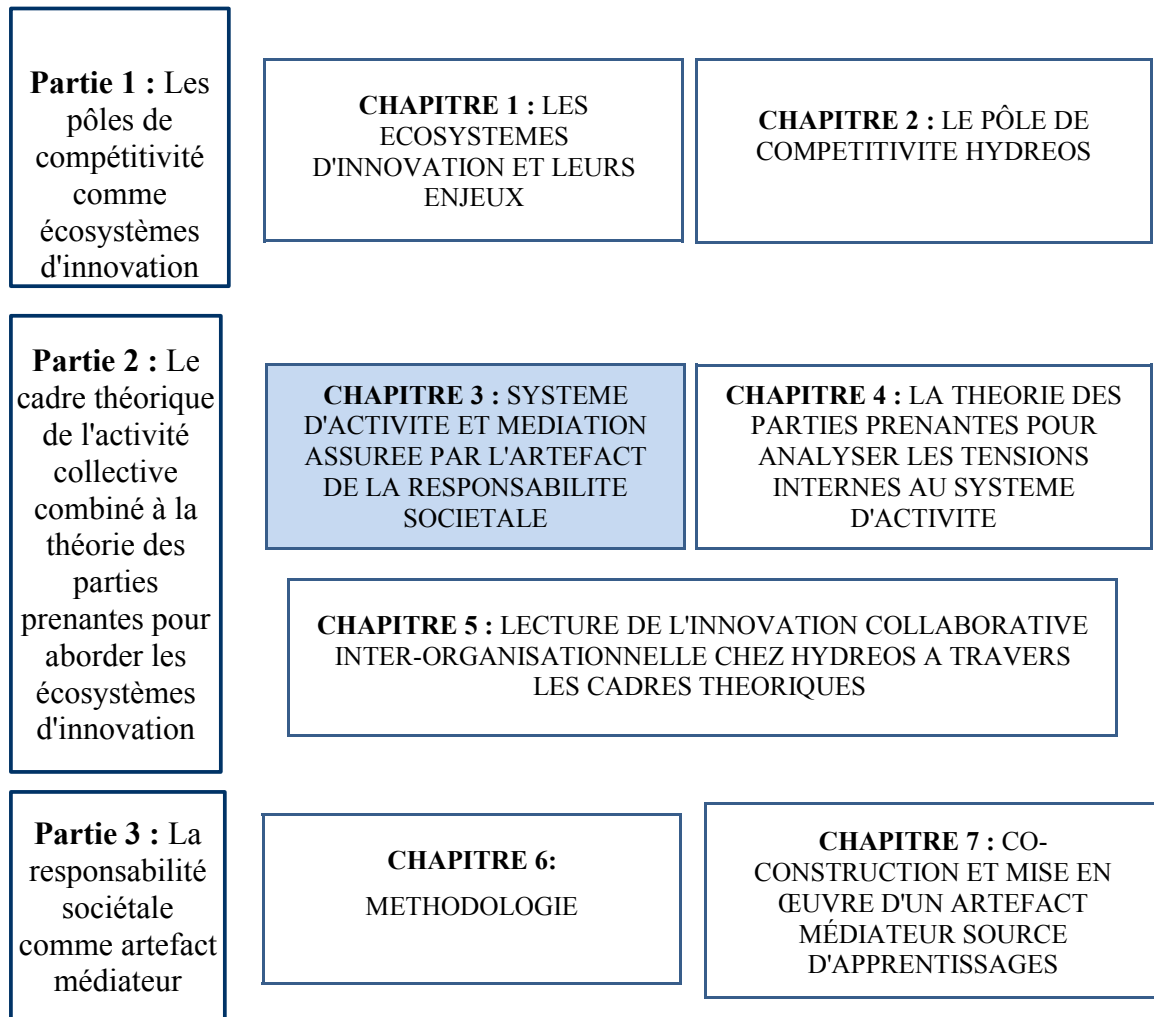 Partie 1 : Les
pôles de
compétitivité
comme
écosystèmes
d'innovation
CHAPITRE 1 : LES
ECOSYSTEMES
D'INNOVATION ET LEURS
ENJEUX
CHAPITRE 2 : LE PÔLE DE
COMPETITIVITE HYDREOS
Partie 2 : Le
cadre théorique
de l'activité
collective
combiné à la
théorie des
parties
prenantes pour
aborder les
écosystèmes
d'innovation
CHAPITRE 3 : SYSTEME
D'ACTIVITE ET MEDIATION
ASSUREE PAR L'ARTEFACT
DE LA RESPONSABILITE
SOCIETALE
CHAPITRE 4 : LA THEORIE DES
PARTIES PRENANTES POUR
ANALYSER LES TENSIONS
INTERNES AU SYSTEME
D'ACTIVITE
CHAPITRE 5 : LECTURE DE L'INNOVATION COLLABORATIVE
INTER-ORGANISATIONNELLE CHEZ HYDREOS A TRAVERS
LES CADRES THEORIQUES
Partie 3 : La
responsabilité
sociétale
comme artefact
médiateur
CHAPITRE 6:
METHODOLOGIE
CHAPITRE 7 : CO-
CONSTRUCTION ET MISE EN
ŒUVRE D'UN ARTEFACT
MÉDIATEUR SOURCE
D'APPRENTISSAGES